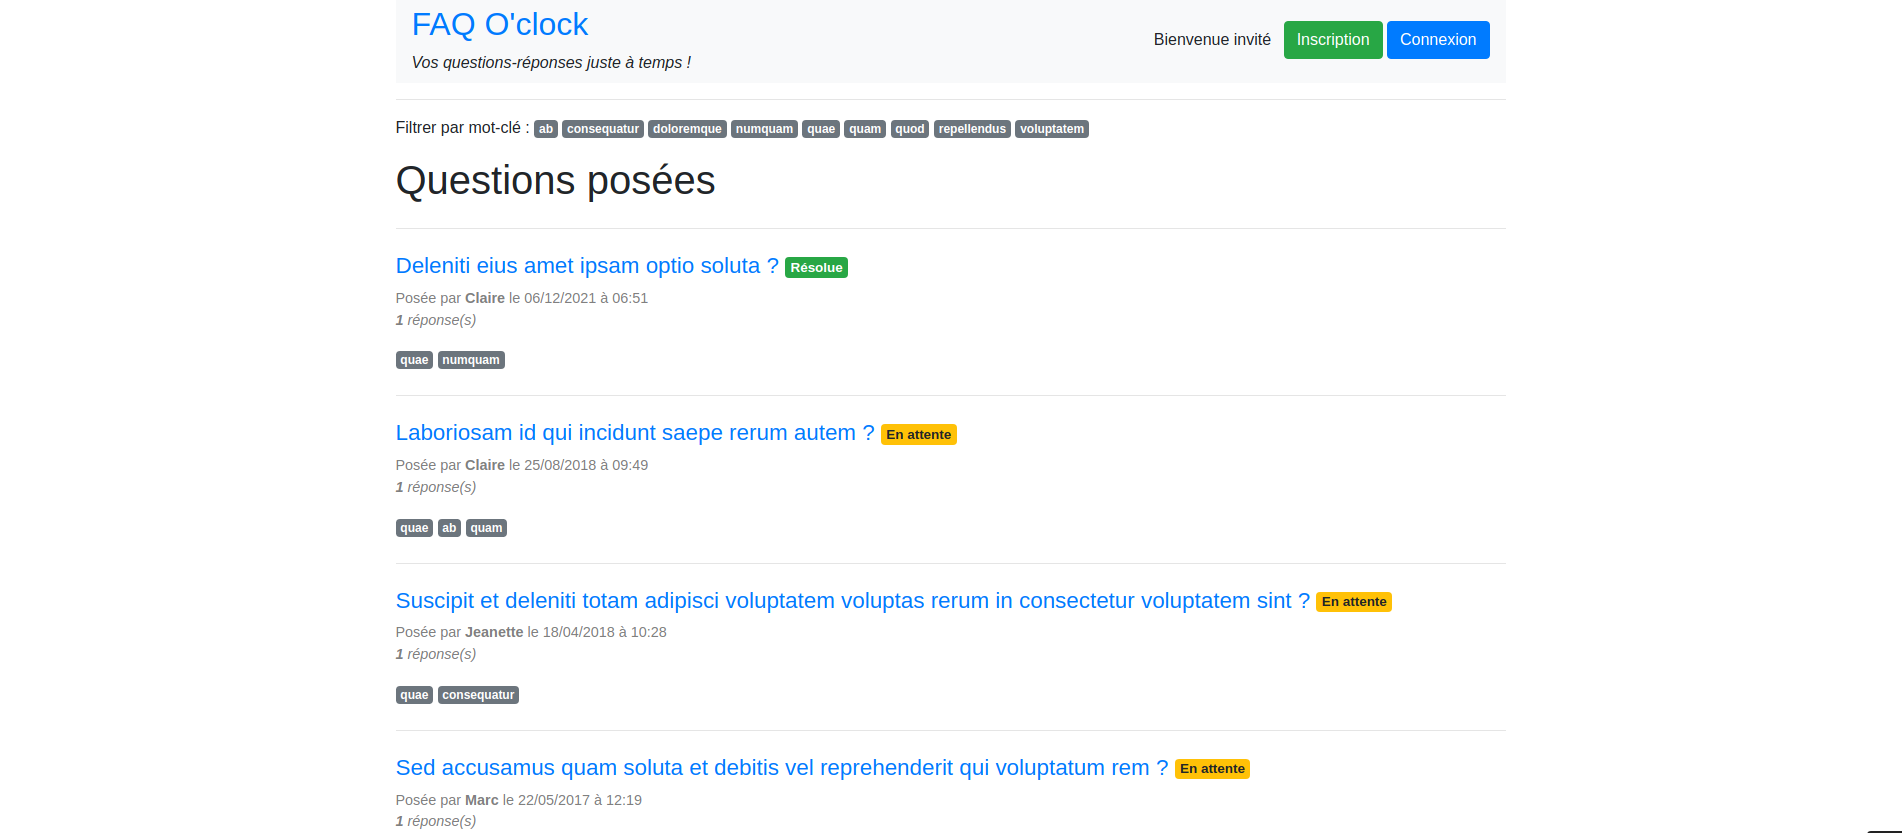 FAQ O'clock
Vos questions-réponses juste à temps !
Bienvenue invité Inscription Connexion
Filtrer par mot-clé : ab consequatur doloremque numquam quae quam quod repellendus voluptatem
Questions posées
Deleniti eius amet ipsam optio soluta ? Résolue
Posée par Claire le 06/12/2021 à 06:51
1 réponse(s)
quae numquam
Laboriosam id qui incidunt saepe rerum autem ? En attente
Posée par Claire le 25/08/2018 à 09:49
1 réponse(s)
quae ab quam
Suscipit et deleniti totam adipisci voluptatem voluptas rerum in consectetur voluptatem sint ? En attente
Posée par Jeanette le 18/04/2018 à 10:28
1 réponse(s)
quae consequatur
Sed accusamus quam soluta et debitis vel reprehenderit qui voluptatum rem ? En attente
Posée par Marc le 22/05/2017 à 12:19
1 réponse(s)